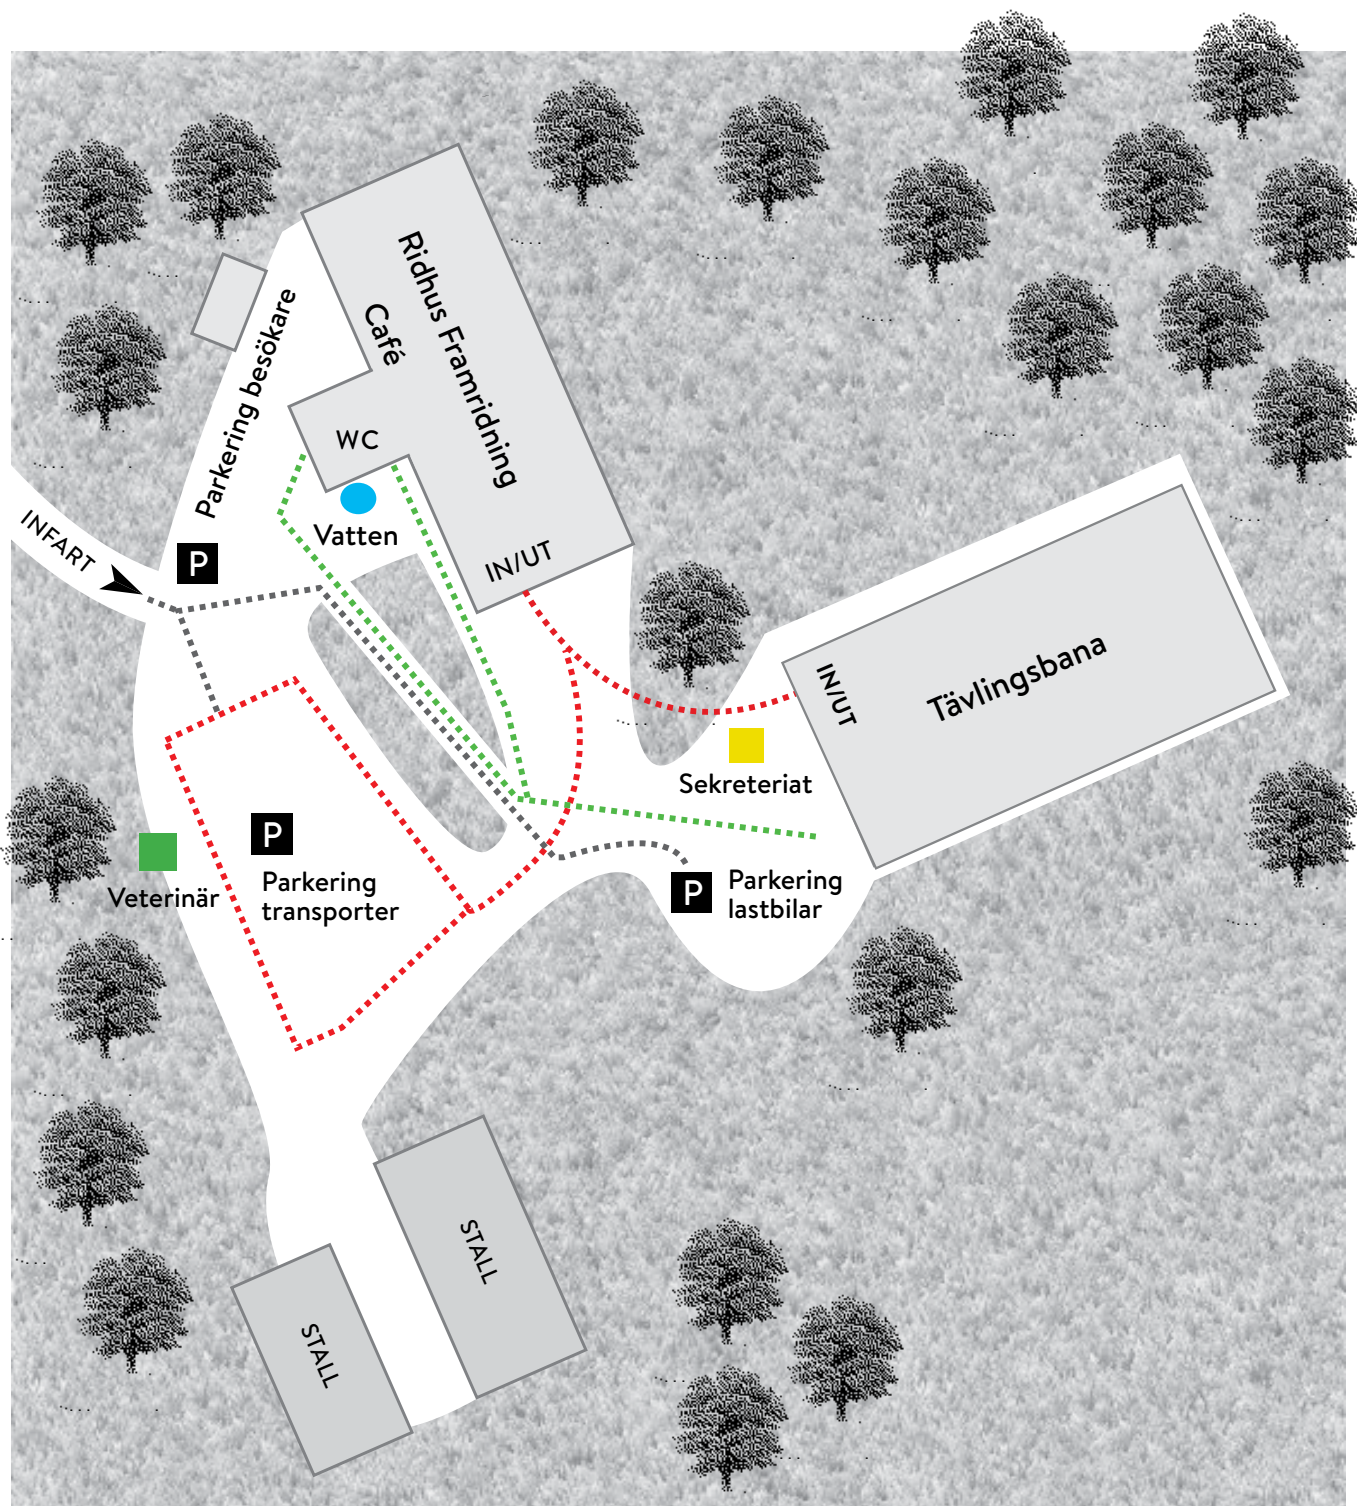 Ridhus Framridning
Café
Parkering besökare
WC
Vatten
INFART
P
IN/UT
IN/UT
Tävlingsbana
Sekreteriat
P
Parkering
transporter
Veterinär
P
Parkering
lastbilar
STALL
STALL